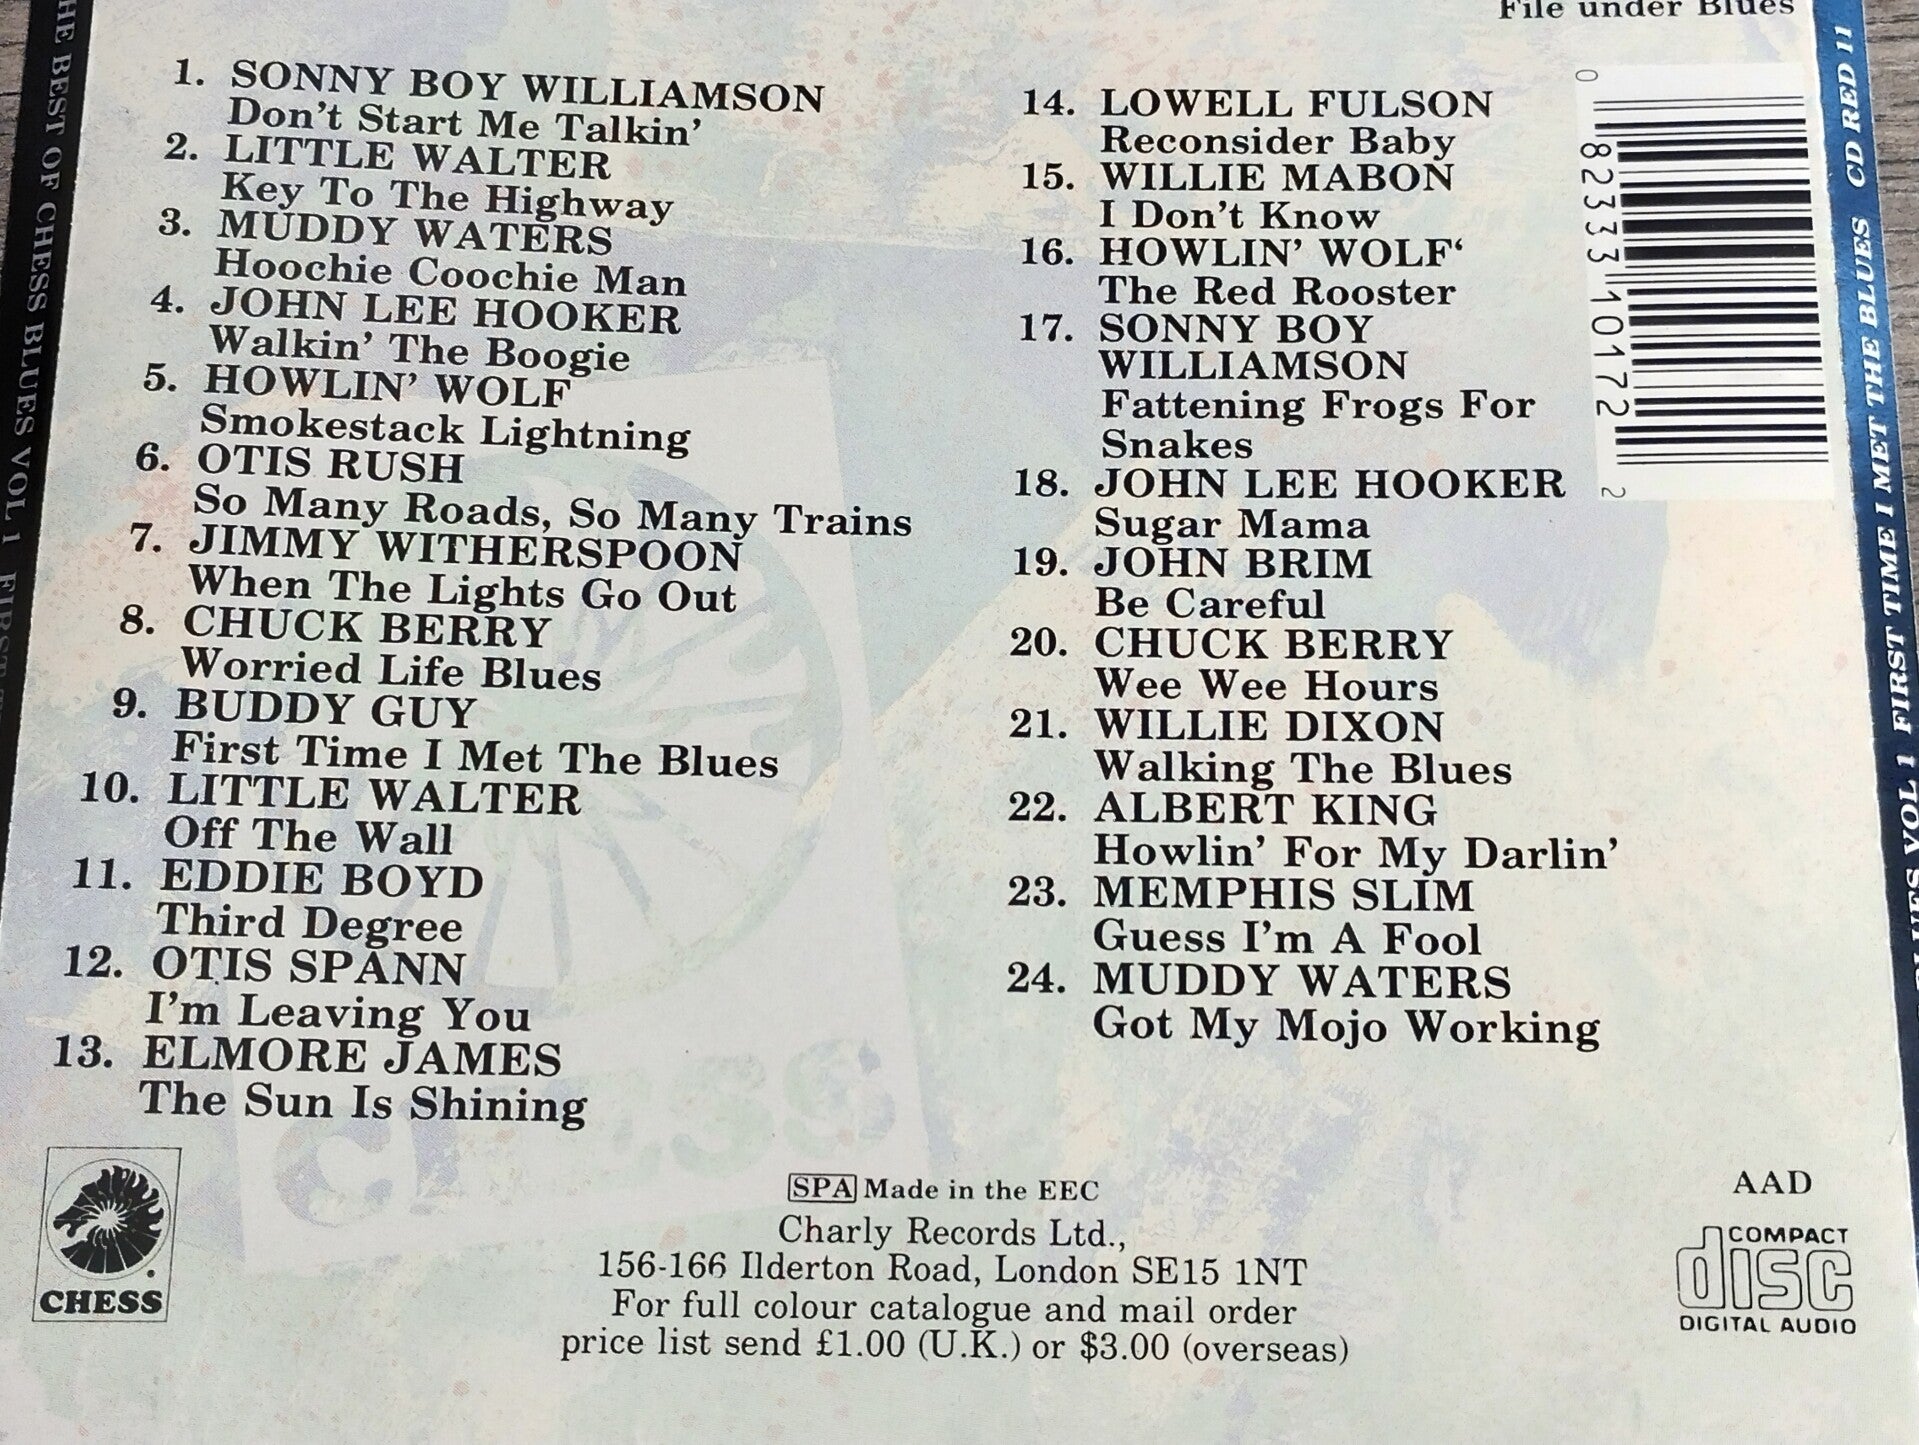 File under Blues
1. SONNY BOY WILLIAMSON
Don't Start Me Talkin'
2. LITTLE WALTER
Key To The Highway
3. MUDDY WATERS
Hoochie Coochie Man
4. JOHN LEE HOOKER
Walkin' The Boogie
5. HOWLIN' WOLF
Smokestack Lightning
6. OTIS RUSH
So Many Roads, So Many Trains
7. JIMMY WITHERSPOON
When The Lights Go Out
8. CHUCK BERRY
Worried Life Blues
9. BUDDY GUY
First Time I Met The Blues
10. LITTLE WALTER
Off The Wall
11. EDDIE BOYD
Third Degree
12. OTIS SPANN
I'm Leaving You
13. ELMORE JAMES
The Sun Is Shining
14. LOWELL FULSON
Reconsider Baby
15. WILLIE MABON
I Don't Know
16. HOWLIN' WOLF‘
The Red Rooster
17. SONNY BOY
WILLIAMSON
Fattening Frogs For
Snakes
18. JOHN LEE HOOKER
Sugar Mama
19. JOHN BRIM
Be Careful
20. CHUCK BERRY
Wee Wee Hours
21. WILLIE DIXON
Walking The Blues
22. ALBERT KING
Howlin' For My Darlin'
23. MEMPHIS SLIM
Guess I'm A Fool
24. MUDDY WATERS
Got My Mojo Working
CHESS
SPA Made in the EEC
Charly Records Ltd.,
156-166 Ilderton Road, London SE15 1NT
For full colour catalogue and mail order
price list send £1.00 (U.K.) or $3.00 (overseas)
AAD
COMPACT
disc
DIGITAL AUDIO
0 82333 10172 2
BEST OF CHESS BLUES VOL 1 FIRST
BLUES VOL 1 FIRST TIME I MET THE BLUES CD RED 11